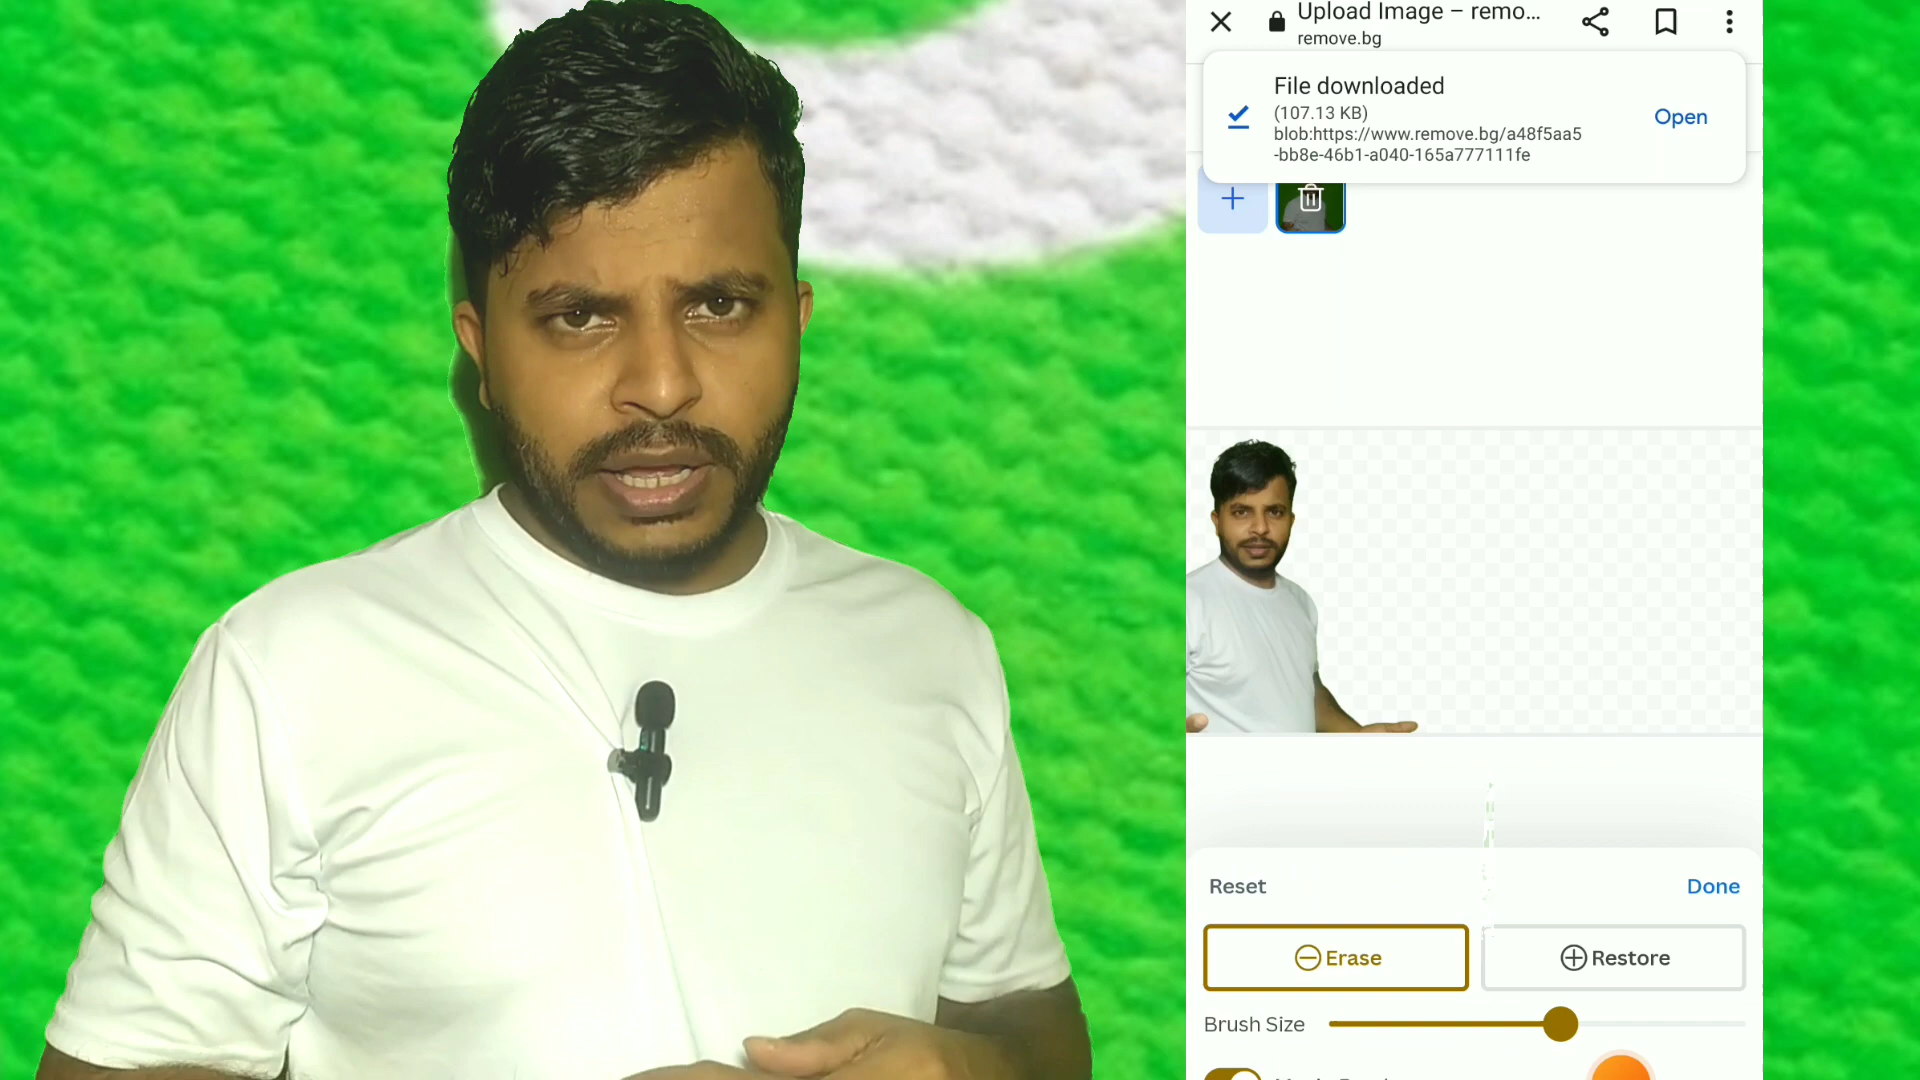 Upload Image – remo...
remove.bg
File downloaded
(107.13 KB)
blob:https://www.remove.bg/a48f5aa5
-bb8e-46b1-a040-165a777111fe
Open
Reset
Done
Erase
Restore
Brush Size